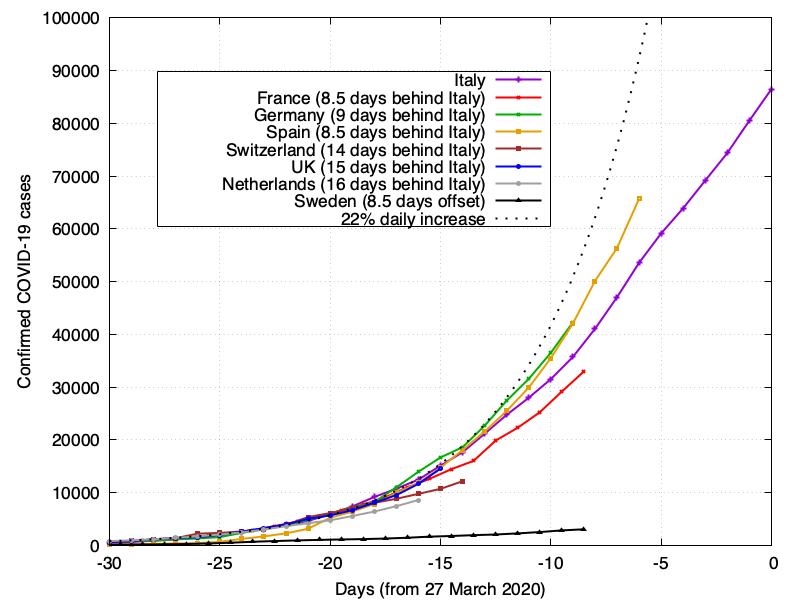 100000
90000
80000
70000
60000
50000
40000
30000
20000
10000
0
Confirmed COVID-19 cases
Italy
France (8.5 days behind Italy)
Germany (9 days behind Italy)
Spain (8.5 days behind Italy)
Switzerland (14 days behind Italy)
UK (15 days behind Italy)
Netherlands (16 days behind Italy)
Sweden (8.5 days offset)
22% daily increase
-30 -25 -20 -15 -10 -5 0
Days (from 27 March 2020)